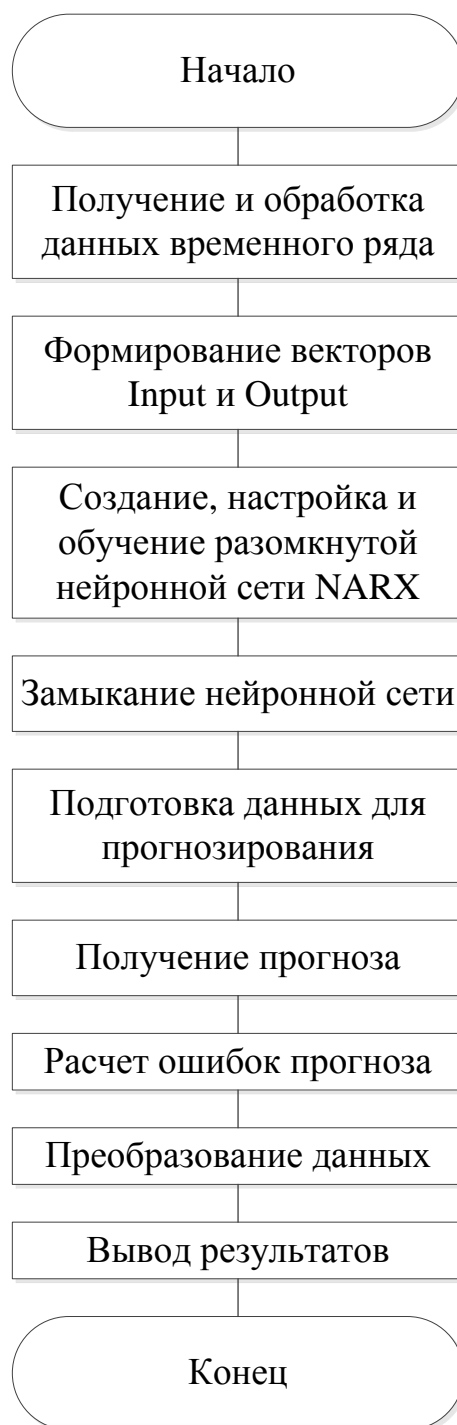 Начало
Получение и обработка
данных временного ряда
Формирование векторов
Input и Output
Создание, настройка и
обучение разомкнутой
нейронной сети NARX
Замыкание нейронной сети
Подготовка данных для
прогнозирования
Получение прогноза
Расчет ошибок прогноза
Преобразование данных
Вывод результатов
Конец